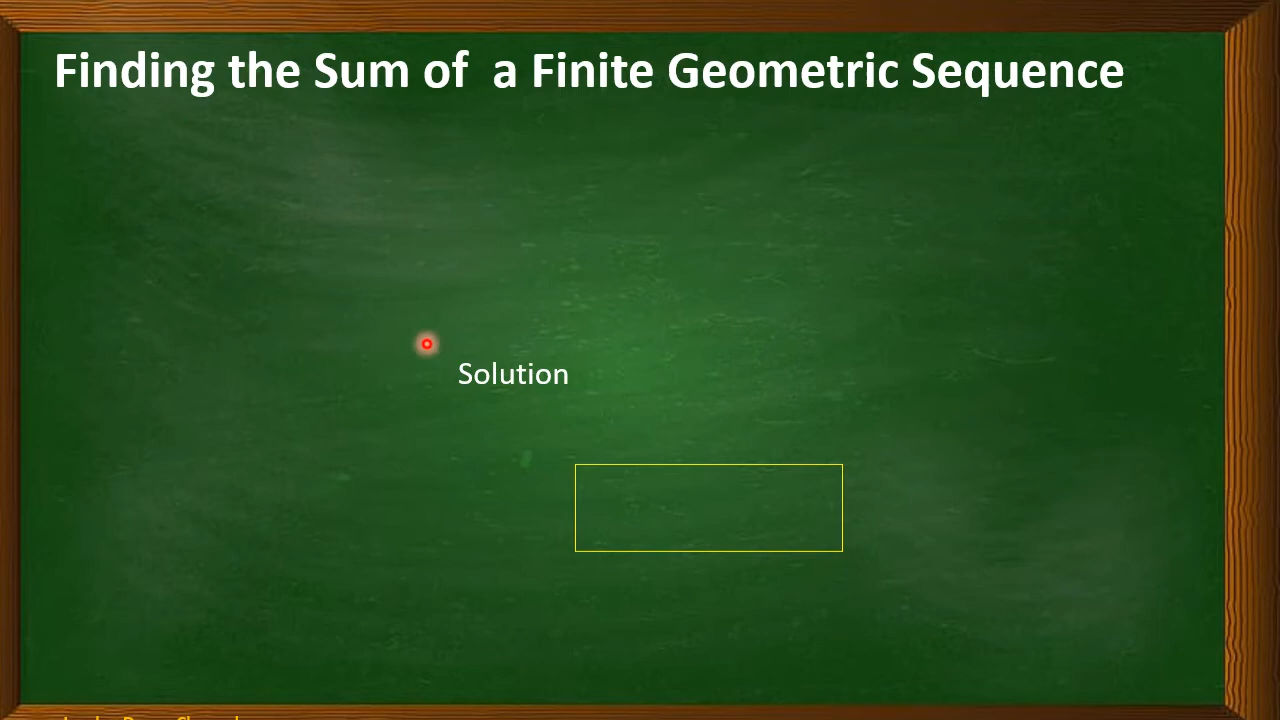 Finding the Sum of a Finite Geometric Sequence
Solution